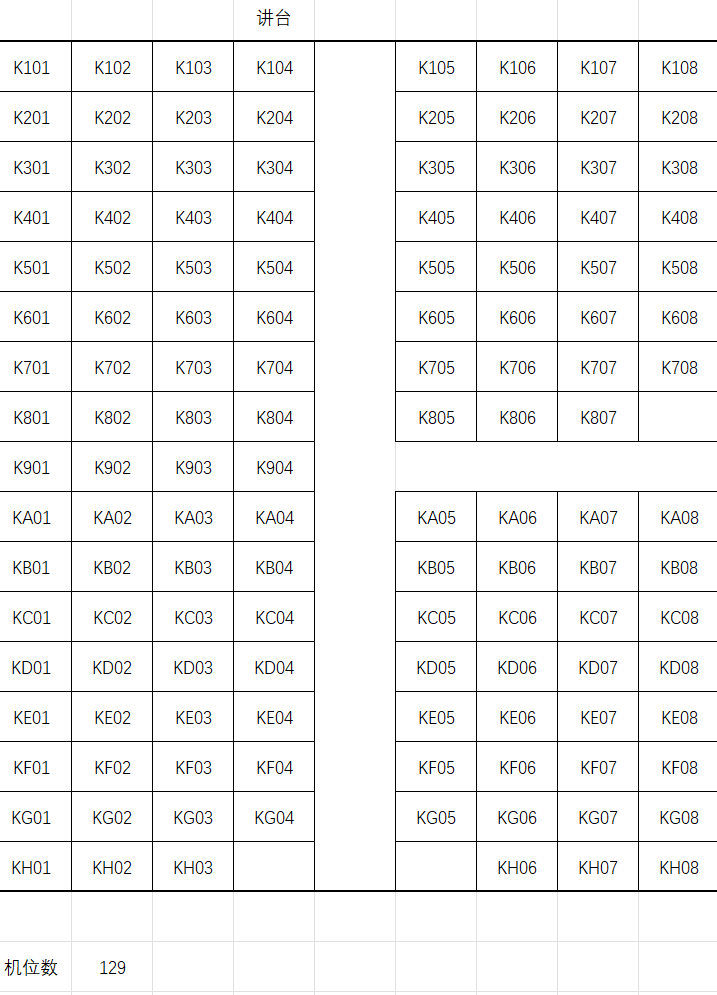 讲台
K101 K102 K103 K104 K105 K106 K107 K108
K201 K202 K203 K204 K205 K206 K207 K208
K301 K302 K303 K304 K305 K306 K307 K308
K401 K402 K403 K404 K405 K406 K407 K408
K501 K502 K503 K504 K505 K506 K507 K508
K601 K602 K603 K604 K605 K606 K607 K608
K701 K702 K703 K704 K705 K706 K707 K708
K801 K802 K803 K804 K805 K806 K807
K901 K902 K903 K904
KA01 KA02 KA03 KA04 KA05 KA06 KA07 KA08
KB01 KB02 KB03 KB04 KB05 KB06 KB07 KB08
KC01 KC02 KC03 KC04 KC05 KC06 KC07 KC08
KD01 KD02 KD03 KD04 KD05 KD06 KD07 KD08
KE01 KE02 KE03 KE04 KE05 KE06 KE07 KE08
KF01 KF02 KF03 KF04 KF05 KF06 KF07 KF08
KG01 KG02 KG03 KG04 KG05 KG06 KG07 KG08
KH01 KH02 KH03 KH06 KH07 KH08
机位数 129